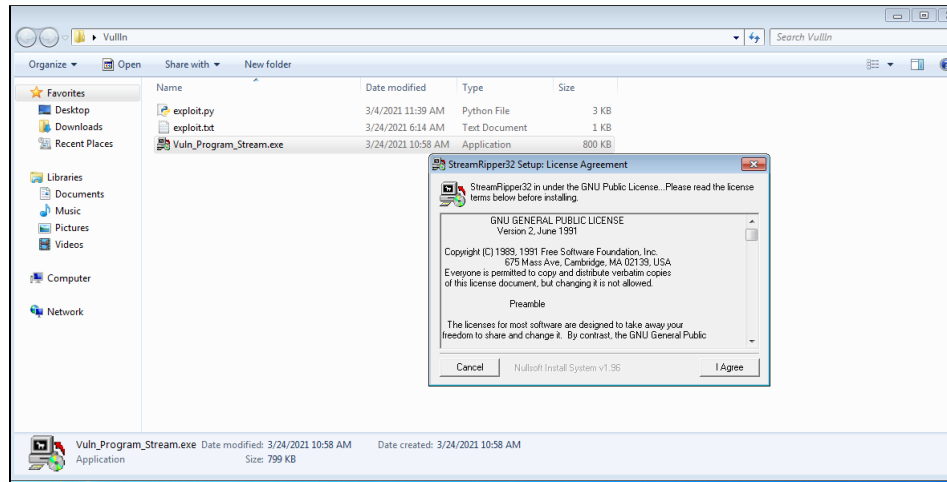 VulIIn
Search VulIIn
Organize Open Share with New folder
Favorites
Desktop
Downloads
Recent Places
Libraries
Documents
Music
Pictures
Videos
Computer
Network
Name Date modified Type Size
exploit.py 3/4/2021 11:39 AM Python File 3 KB
exploit.txt 3/24/2021 6:14 AM Text Document 1 KB
Vuln_Program_Stream.exe 3/24/2021 10:58 AM Application 800 KB
StreamRipper32 Setup: License Agreement
StreamRipper32 in under the GNU Public License...Please read the license
terms below before installing.
GNU GENERAL PUBLIC LICENSE
Version 2, June 1991
Copyright (C) 1989, 1991 Free Software Foundation, Inc.
675 Mass Ave, Cambridge, MA 02139, USA
Everyone is permitted to copy and distribute verbatim copies
of this license document, but changing it is not allowed.
Preamble
The licenses for most software are designed to take away your
freedom to share and change it. By contrast, the GNU General Public
Cancel Nullsoft Install System v1.96 I Agree
Vuln_Program_Stream.exe Date modified: 3/24/2021 10:58 AM Date created: 3/24/2021 10:58 AM
Application Size: 799 KB